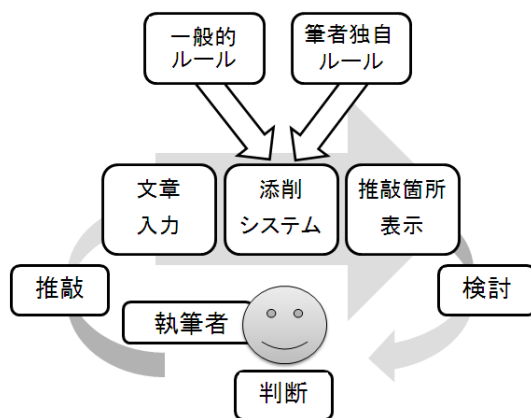 一般的
ルール
筆者独自
ルール
文章
入力
添削
システム
推敲箇所
表示
推敲
検討
執筆者
判断